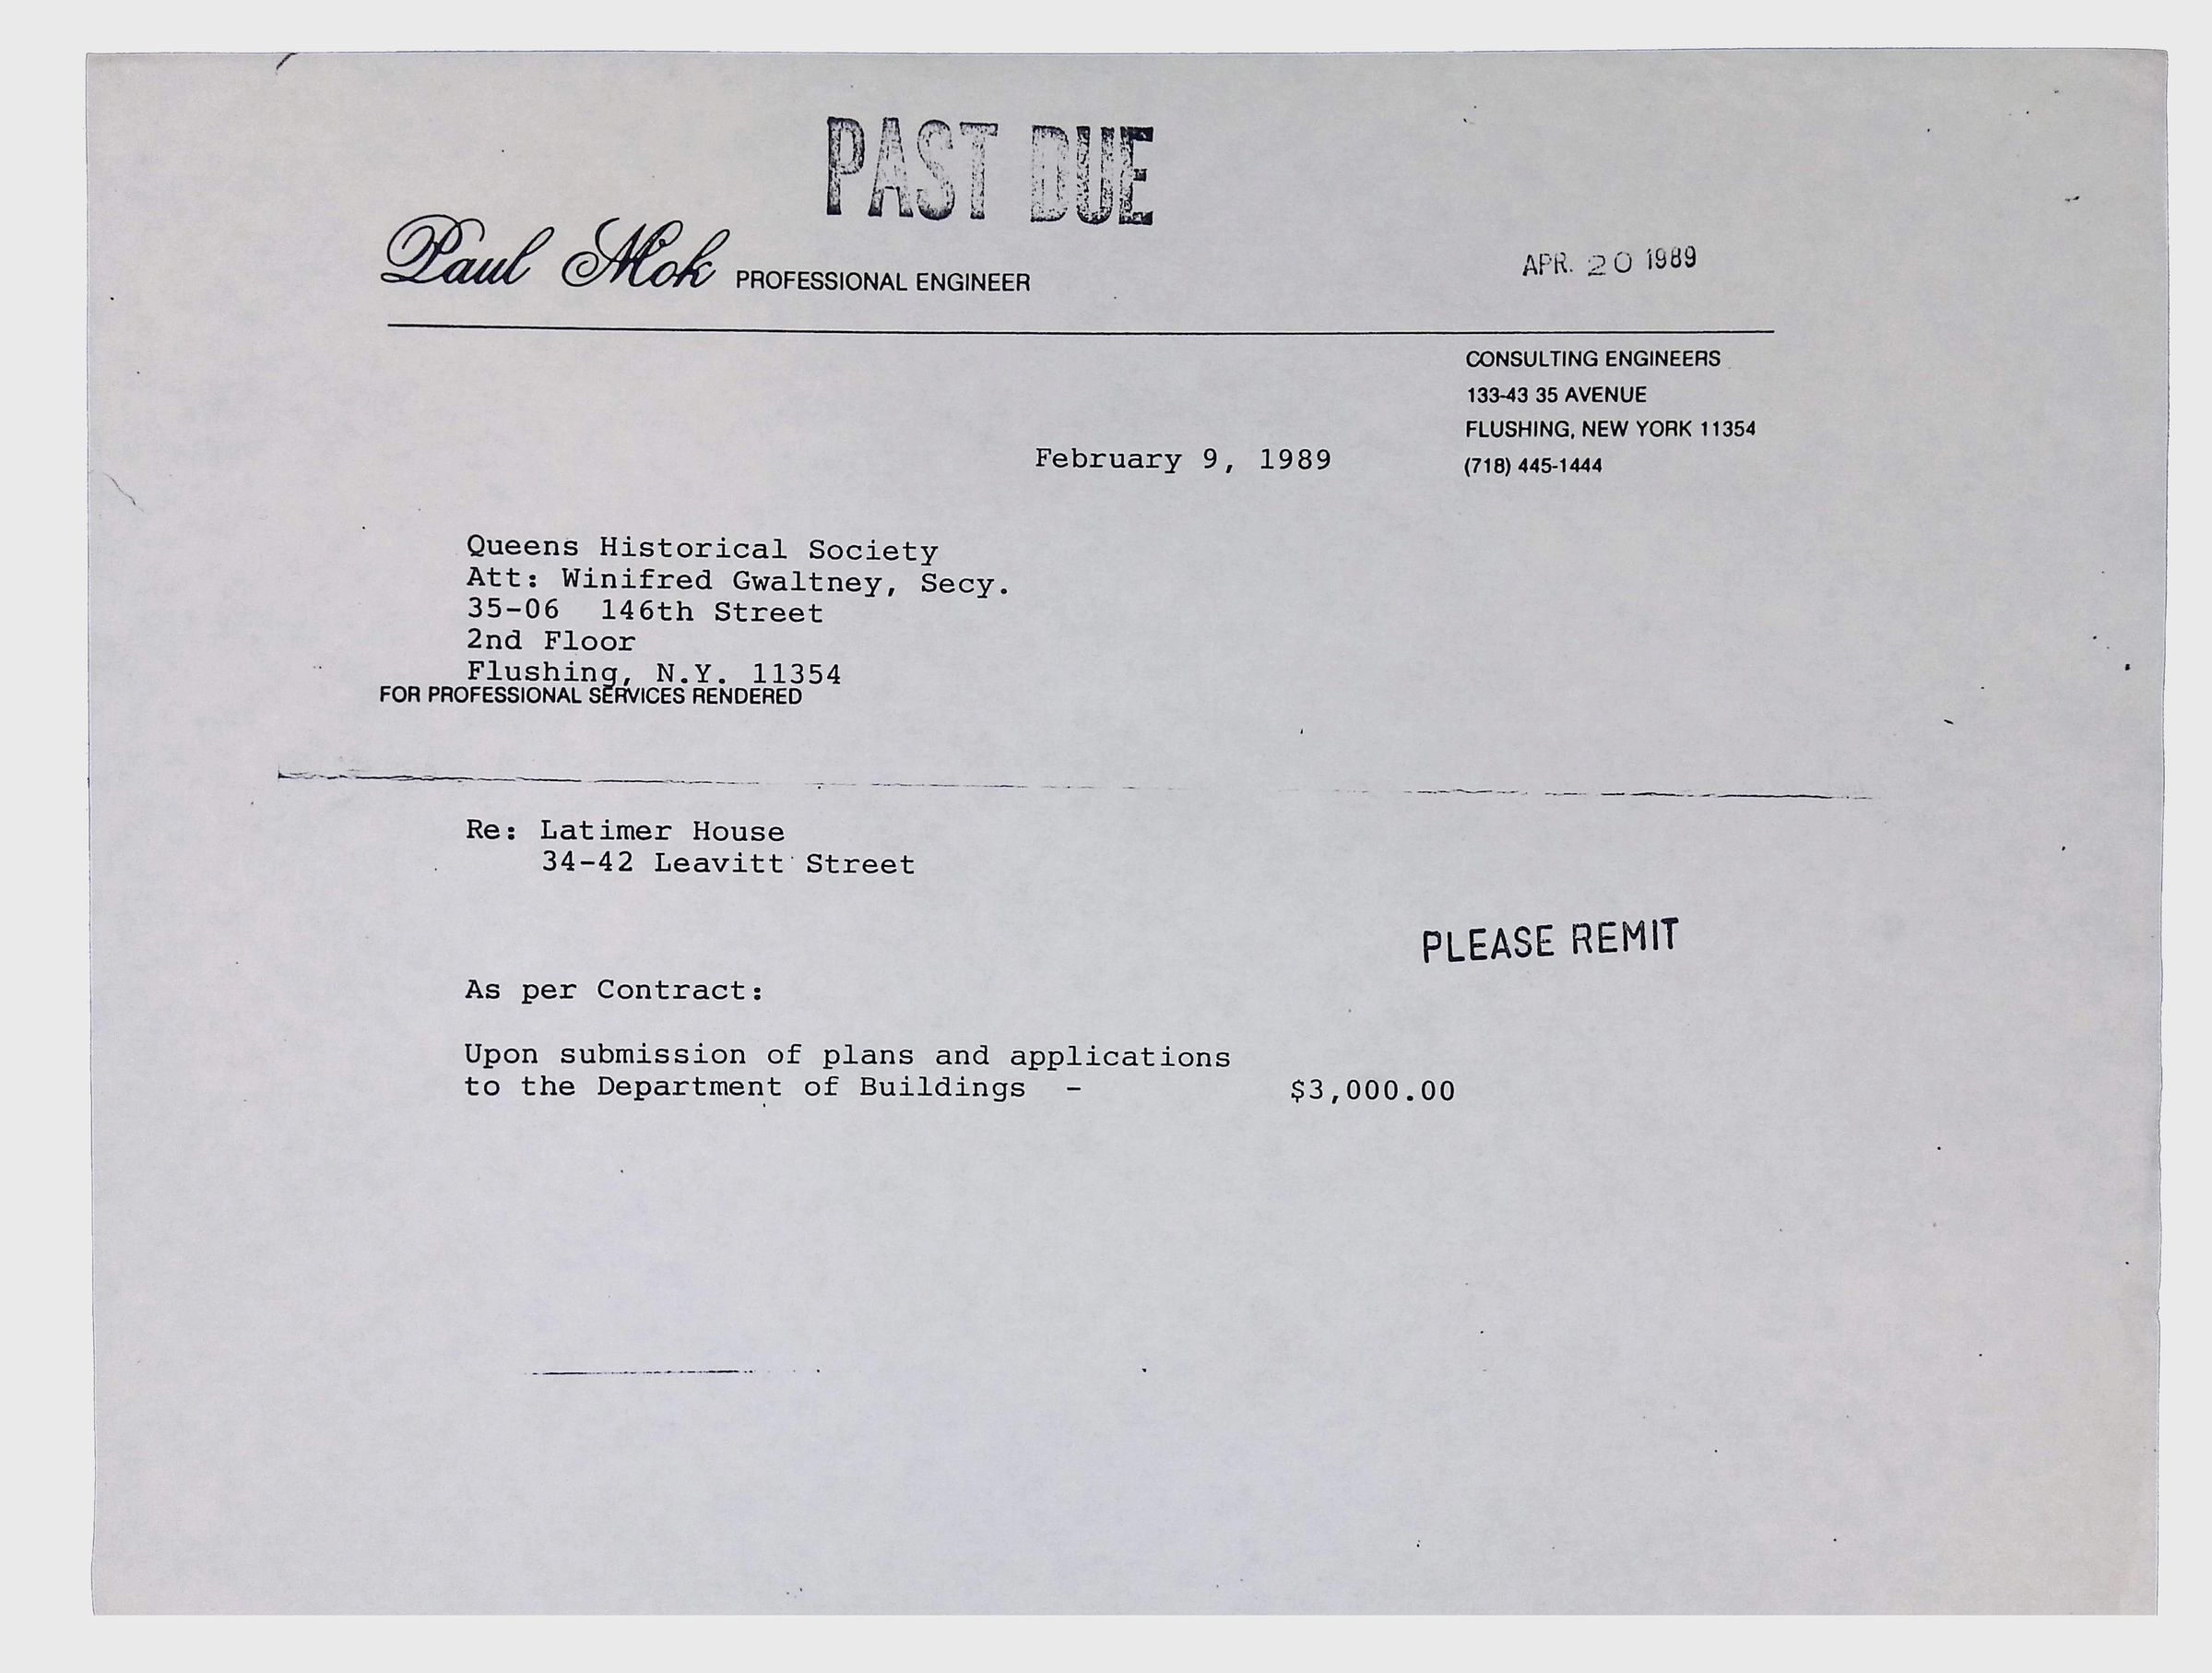 PAST DUE
Paul Mok PROFESSIONAL ENGINEER
APR. 20 1989
CONSULTING ENGINEERS
133-43 35 AVENUE
FLUSHING, NEW YORK 11354
(718) 445-1444
February 9, 1989
Queens Historical Society
Att: Winifred Gwaltney, Secy.
35-06 146th Street
2nd Floor
Flushing, N.Y. 11354
FOR PROFESSIONAL SERVICES RENDERED
Re: Latimer House
34-42 Leavitt Street
PLEASE REMIT
As per Contract:
Upon submission of plans and applications
to the Department of Buildings - $3,000.00